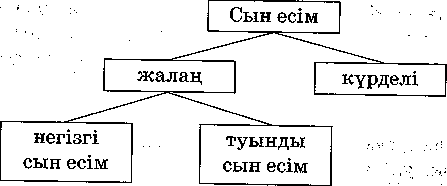 Сын есім
жалаң
күрделі
негізгі
сын есім
туынды
сын есім